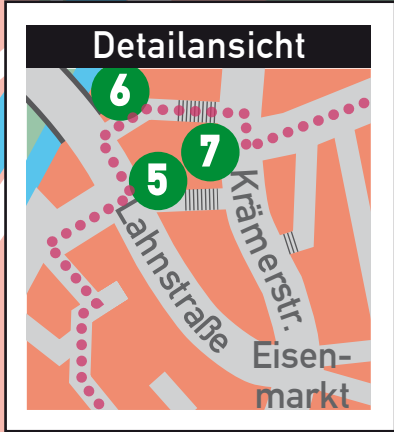 Detailansicht
6
7
5
Lahnstraße
Krämerstr.
Eisen-
markt